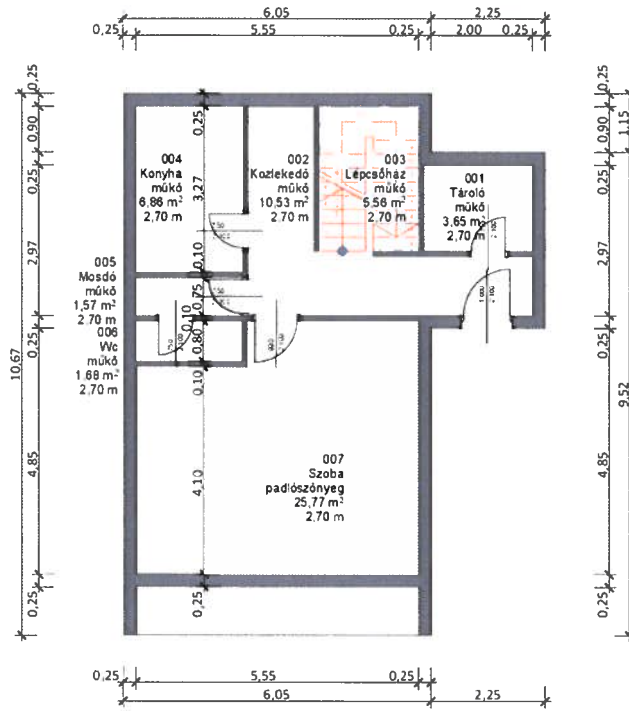 6,05
2,25
0,25
5,55
0,25
2,00
0,25
0,25
0,90
0,25
2,97
0,25
10,67
4,85
0,25
0,25
3,27
0,10
0,75
0,10
0,80
0,10
4,10
0,25
004
Konyha
műkő
6,86 m²
2,70 m
002
Közlekedő
műkő
10,53 m²
2,70 m
003
Lépcsőház
műkő
5,56 m²
2,70 m
001
Tároló
műkő
3,65 m²
2,70 m
005
Mosdó
műkő
1,57 m²
2,70 m
006
Wc
műkő
1,68 m²
2,70 m
007
Szoba
padlószőnyeg
25,77 m²
2,70 m
0,25
0,90
0,25
2,97
0,25
4,85
0,25
1,15
9,52
0,25
5,55
0,25
6,05
2,25